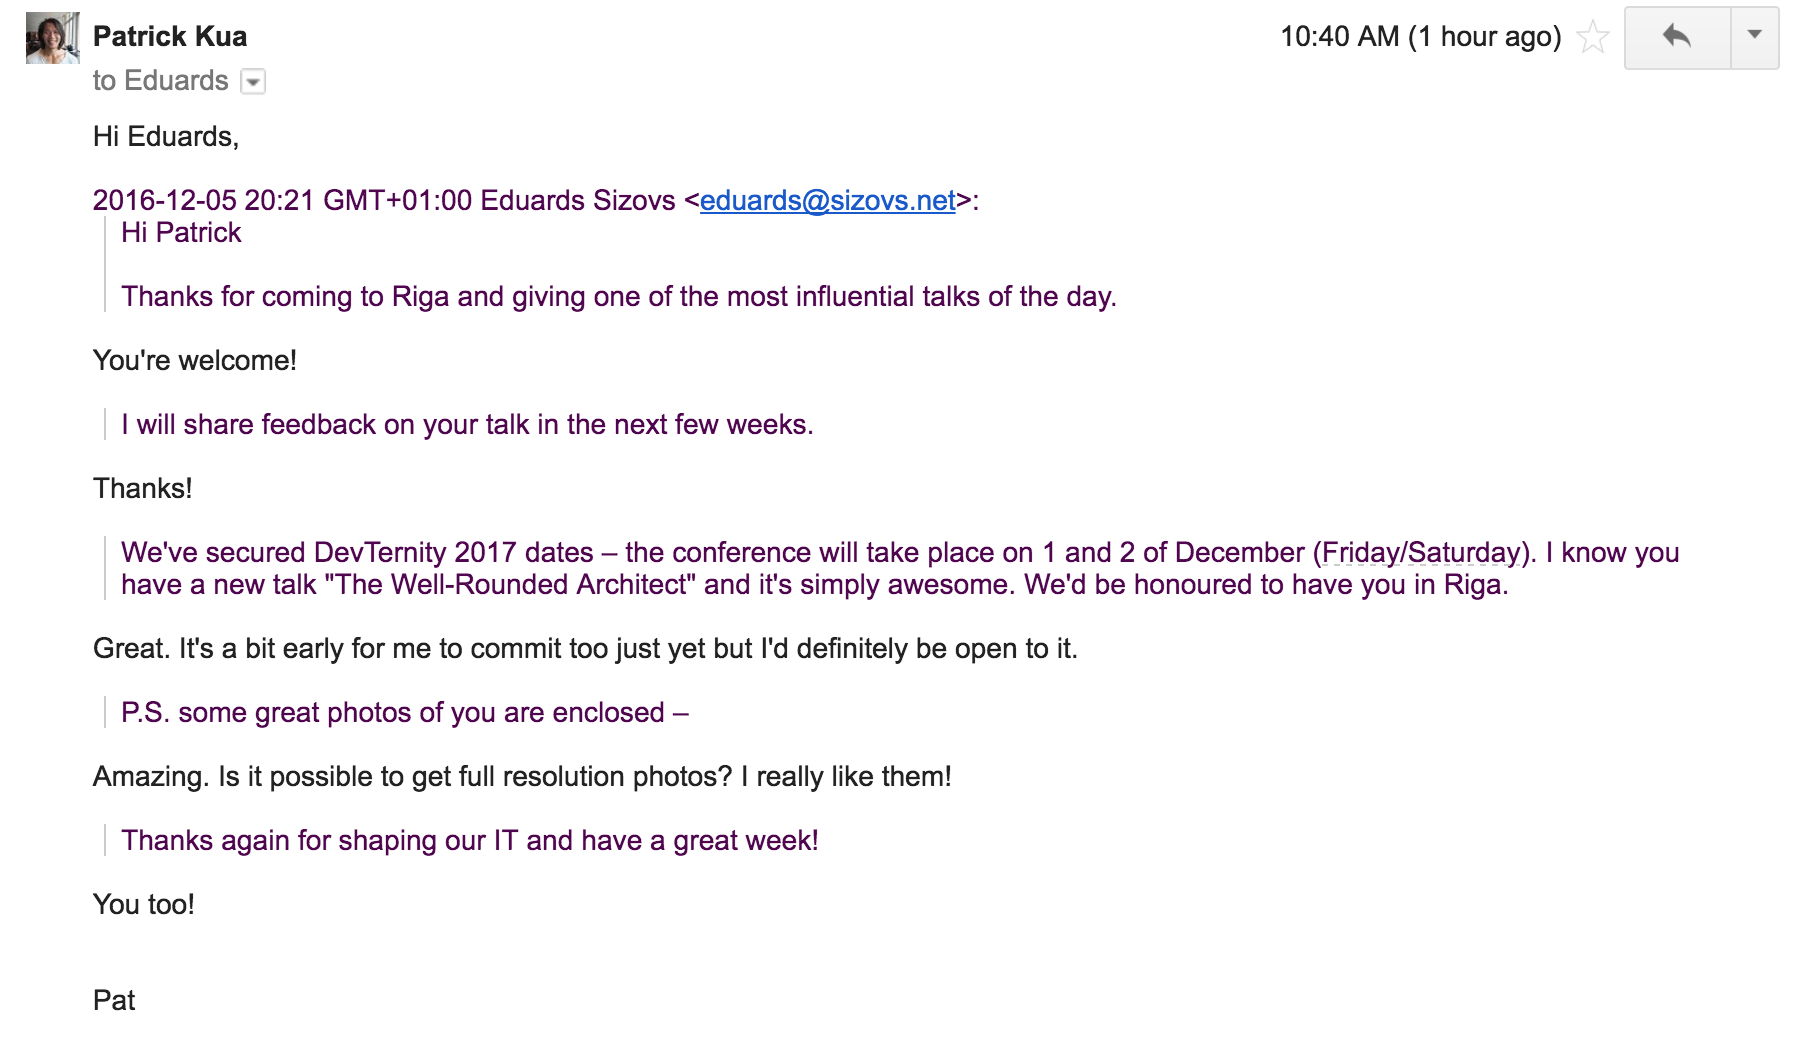 Patrick Kua
10:40 AM (1 hour ago)
to Eduards
Hi Eduards,
2016-12-05 20:21 GMT+01:00 Eduards Sizovs <eduards@sizovs.net>:
Hi Patrick
Thanks for coming to Riga and giving one of the most influential talks of the day.
You're welcome!
I will share feedback on your talk in the next few weeks.
Thanks!
We've secured DevTernity 2017 dates – the conference will take place on 1 and 2 of December (Friday/Saturday). I know you
have a new talk "The Well-Rounded Architect" and it's simply awesome. We'd be honoured to have you in Riga.
Great. It's a bit early for me to commit too just yet but I'd definitely be open to it.
P.S. some great photos of you are enclosed –
Amazing. Is it possible to get full resolution photos? I really like them!
Thanks again for shaping our IT and have a great week!
You too!
Pat